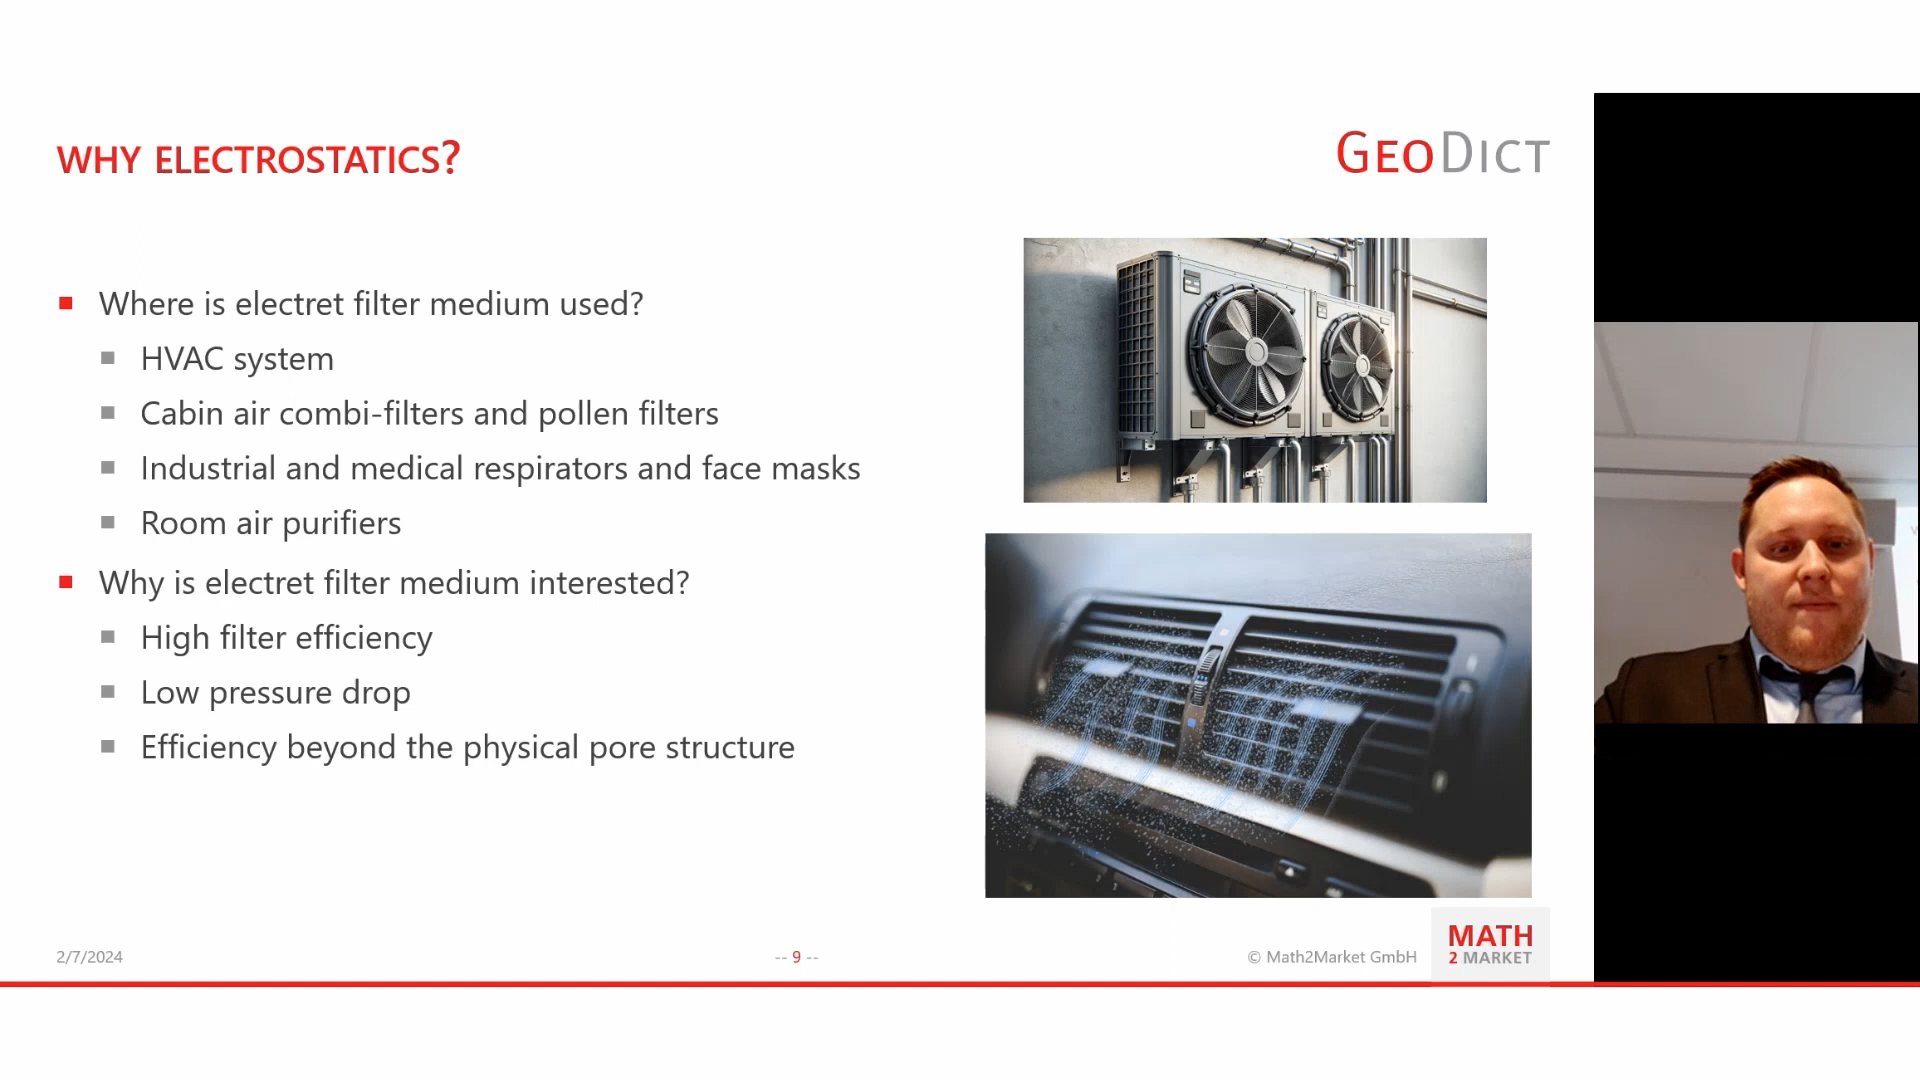 WHY ELECTROSTATICS?
GEODICT
Where is electret filter medium used?
HVAC system
Cabin air combi-filters and pollen filters
Industrial and medical respirators and face masks
Room air purifiers
Why is electret filter medium interested?
High filter efficiency
Low pressure drop
Efficiency beyond the physical pore structure
2/7/2024
-- 9 --
© Math2Market GmbH
MATH
2 MARKET